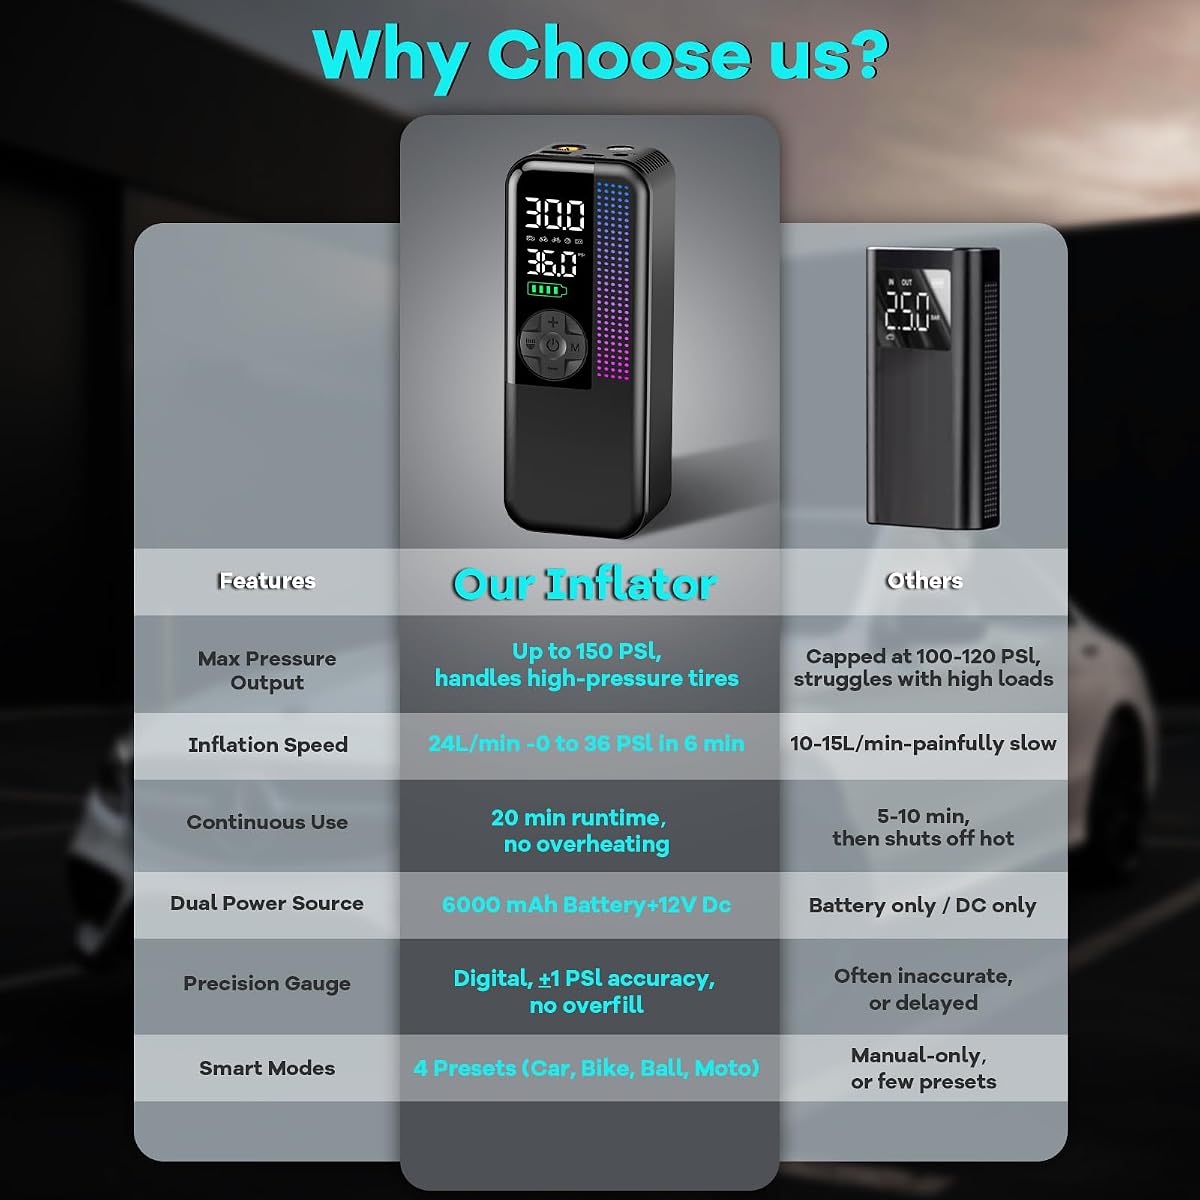 Why Choose us?
30.0
36.0
M
IN OUT
25.0
BAR
Features
Our Inflator
Others
Max Pressure
Output
Up to 150 PSl,
handles high-pressure tires
Capped at 100-120 PSl,
struggles with high loads
Inflation Speed
24L/min -0 to 36 PSl in 6 min
10-15L/min-painfully slow
Continuous Use
20 min runtime,
no overheating
5-10 min,
then shuts off hot
Dual Power Source
6000 mAh Battery+12V Dc
Battery only / DC only
Precision Gauge
Digital, ±1 PSl accuracy,
no overfill
Often inaccurate,
or delayed
Smart Modes
4 Presets (Car, Bike, Ball, Moto)
Manual-only,
or few presets